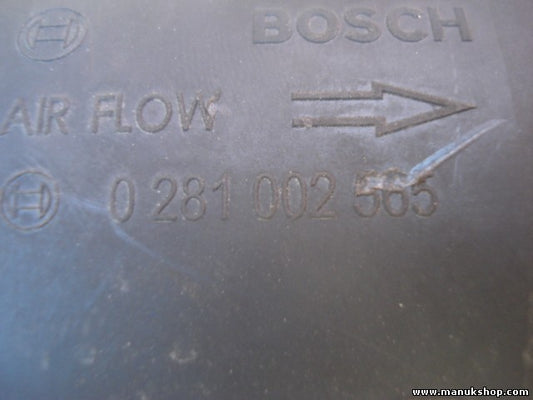 BOSCH
AIR FLOW
0 281 002 565
www.manukshop.com